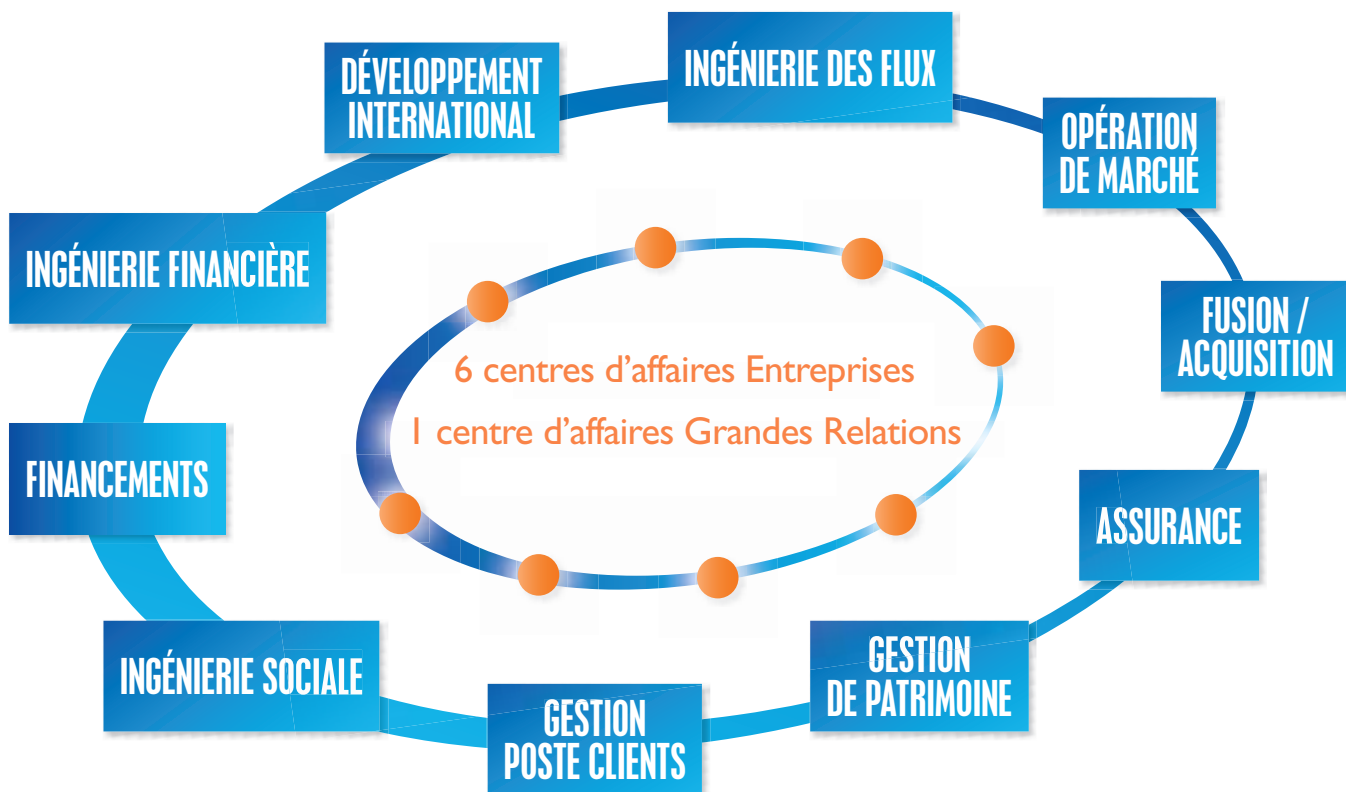 INGÉNIERIE DES FLUX
DÉVELOPPEMENT
INTERNATIONAL
OPÉRATION
DE MARCHÉ
INGÉNIERIE FINANCIÈRE
FUSION /
ACQUISITION
6 centres d'affaires Entreprises
1 centre d'affaires Grandes Relations
FINANCEMENTS
ASSURANCE
INGÉNIERIE SOCIALE
GESTION
DE PATRIMOINE
GESTION
POSTE CLIENTS